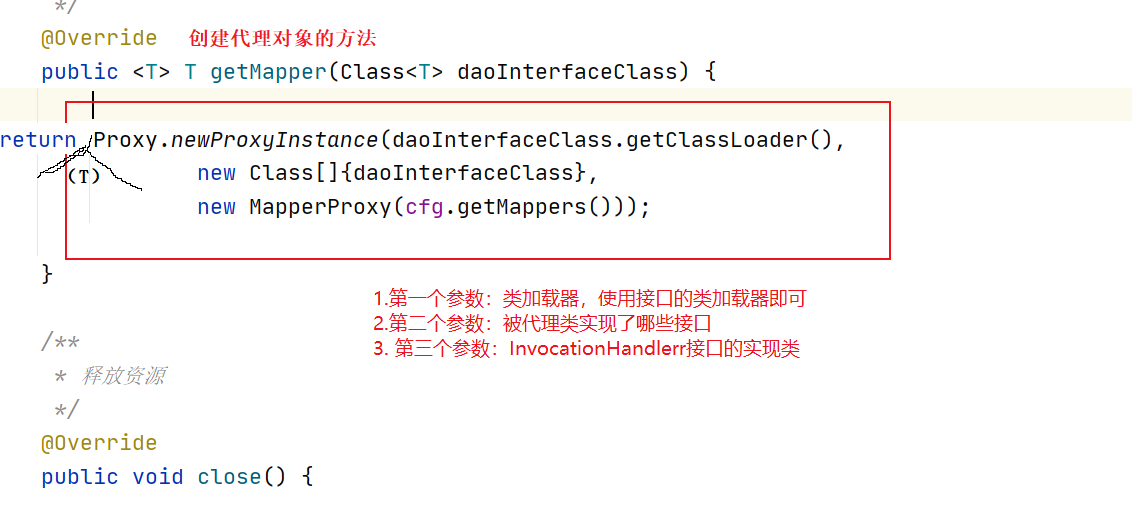 */
@Override 创建代理对象的方法
public <T> T getMapper(Class<T> daoInterfaceClass) {
return Proxy.newProxyInstance(daoInterfaceClass.getClassLoader(),
(T) new Class[]{daoInterfaceClass},
new MapperProxy(cfg.getMappers()));
}
1.第一个参数：类加载器，使用接口的类加载器即可
2.第二个参数：被代理类实现了哪些接口
3. 第三个参数：InvocationHandlerr接口的实现类
/**
* 释放资源
*/
@Override
public void close() {